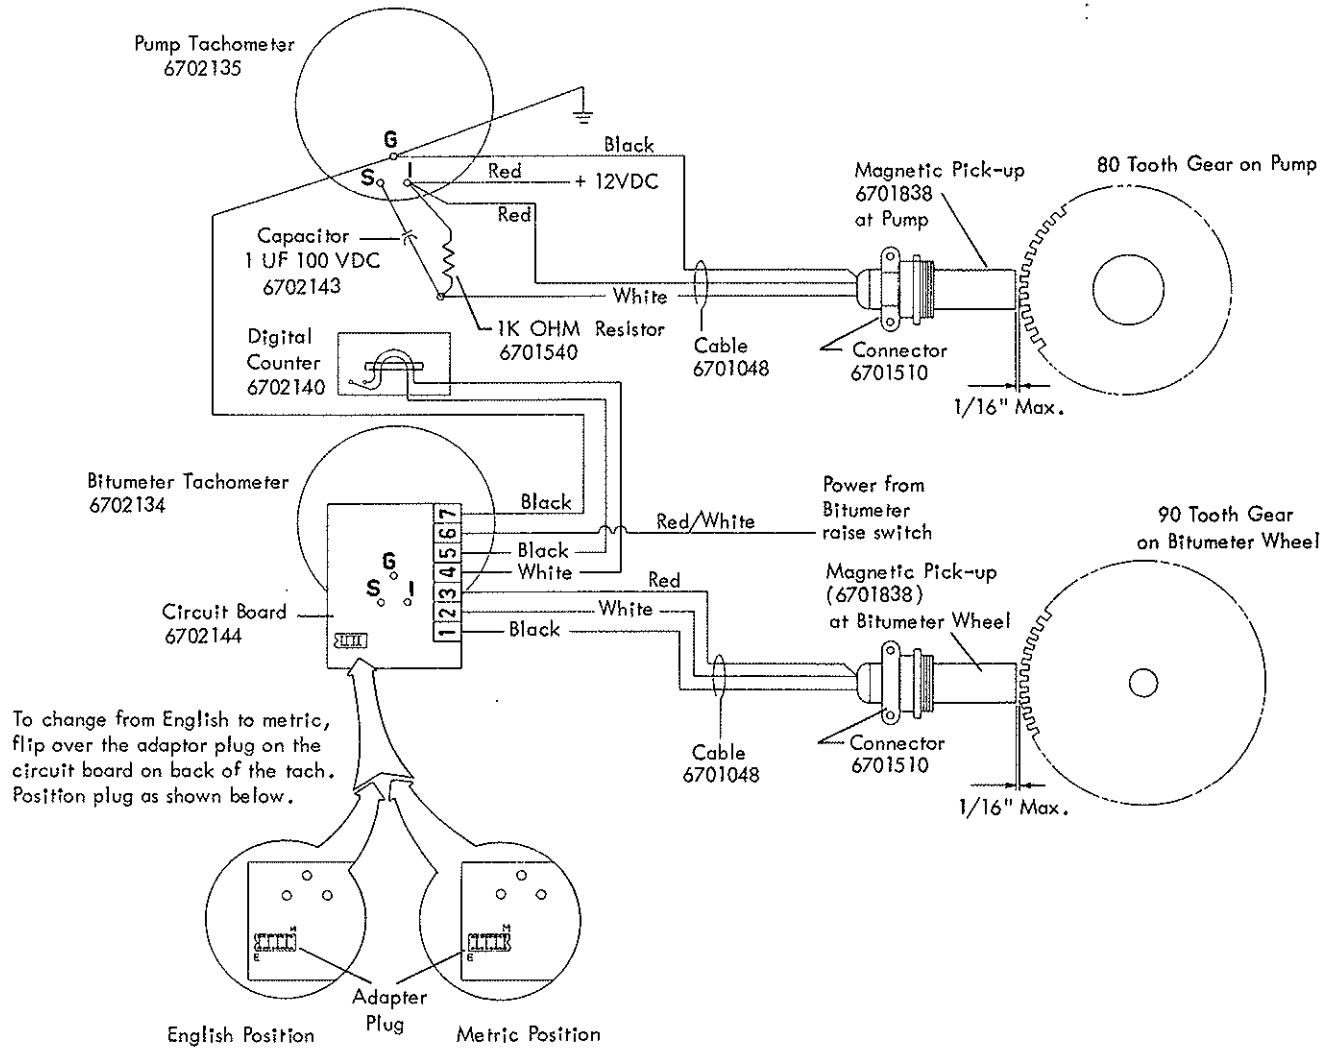 Pump Tachometer
6702135
G
S
I
Black
Red
+ 12VDC
Red
Capacitor
1 UF 100 VDC
6702143
White
1K OHM Resistor
6701540
Digital
Counter
6702140
Cable
6701048
Magnetic Pick-up
6701838
at Pump
80 Tooth Gear on Pump
Connector
6701510
1/16" Max.
Bitumeter Tachometer
6702134
7
6
5
4
3
2
1
Black
Red/White
Black
White
Red
White
Black
Power from
Bitumeter
raise switch
G
S
I
Circuit Board
6702144
90 Tooth Gear
on Bitumeter Wheel
Magnetic Pick-up
(6701838)
at Bitumeter Wheel
Cable
6701048
Connector
6701510
1/16" Max.
To change from English to metric,
flip over the adaptor plug on the
circuit board on back of the tach.
Position plug as shown below.
M
E
M
E
Adapter
Plug
English Position
Metric Position